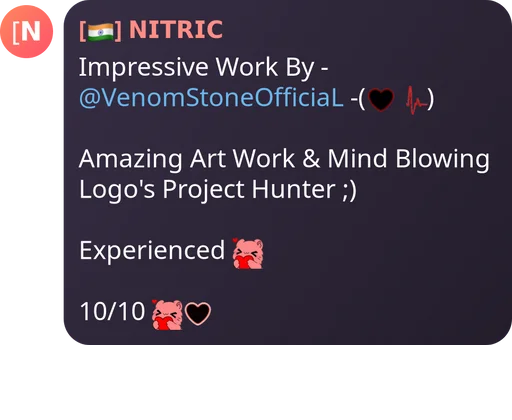 [N
[🇮🇳] NITRIC
Impressive Work By -
@VenomStoneOfficiaL -(🖤 )
Amazing Art Work & Mind Blowing
Logo's Project Hunter ;)
Experienced
10/10 🖤